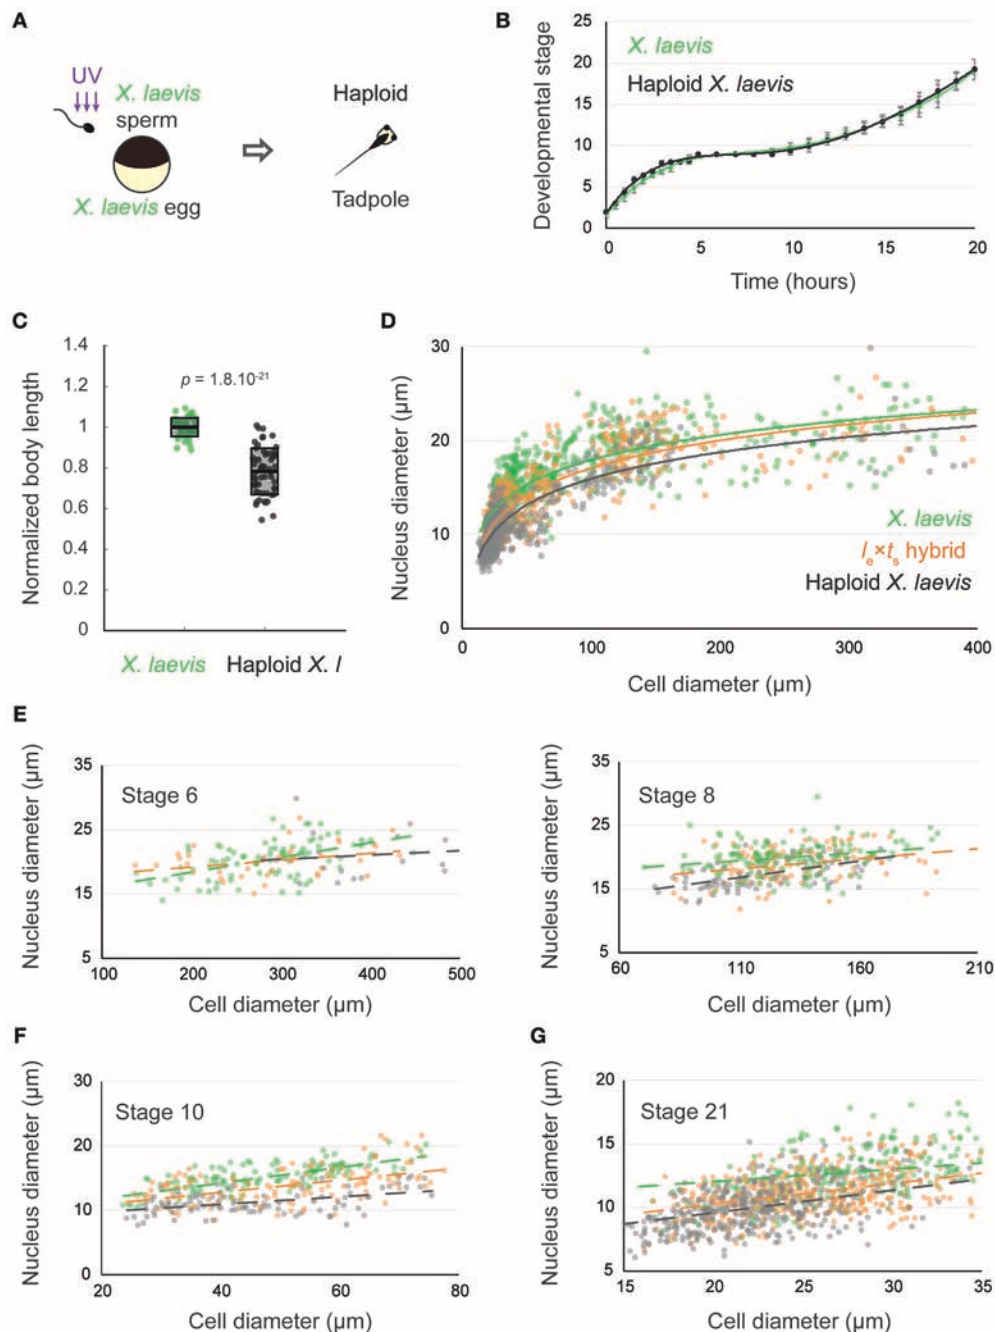 A
UV
X. laevis
sperm
X. laevis egg
Haploid
Tadpole
B
Developmental stage
25
20
15
10
5
0
X. laevis
Haploid X. laevis
0 5 10 15 20
Time (hours)
C
Normalized body length
1.4
1.2
1
0.8
0.6
0.4
0.2
0
p = 1.8.10-21
X. laevis Haploid X. l
D
Nucleus diameter (µm)
30
20
10
0
X. laevis
le×ts hybrid
Haploid X. laevis
0 100 200 300 400
Cell diameter (µm)
E
Nucleus diameter (µm)
35
25
15
5
Stage 6
100 200 300 400 500
Cell diameter (µm)
Nucleus diameter (µm)
35
25
15
5
Stage 8
60 110 160 210
Cell diameter (µm)
F
Nucleus diameter (µm)
30
20
10
0
Stage 10
20 40 60 80
Cell diameter (µm)
G
Nucleus diameter (µm)
20
15
10
5
Stage 21
15 20 25 30 35
Cell diameter (µm)